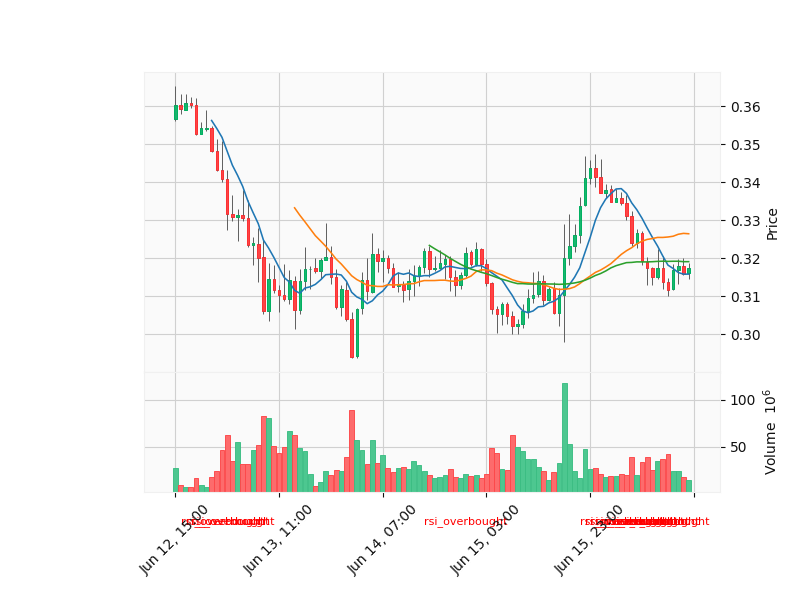 0.36
0.35
0.34
0.33
0.32
0.31
0.30
Price
100
50
Volume 10^6
rsi_overbought
Jun 12, 15:00
Jun 13, 11:00
Jun 14, 07:00
Jun 15, 03:00
Jun 15, 23:00